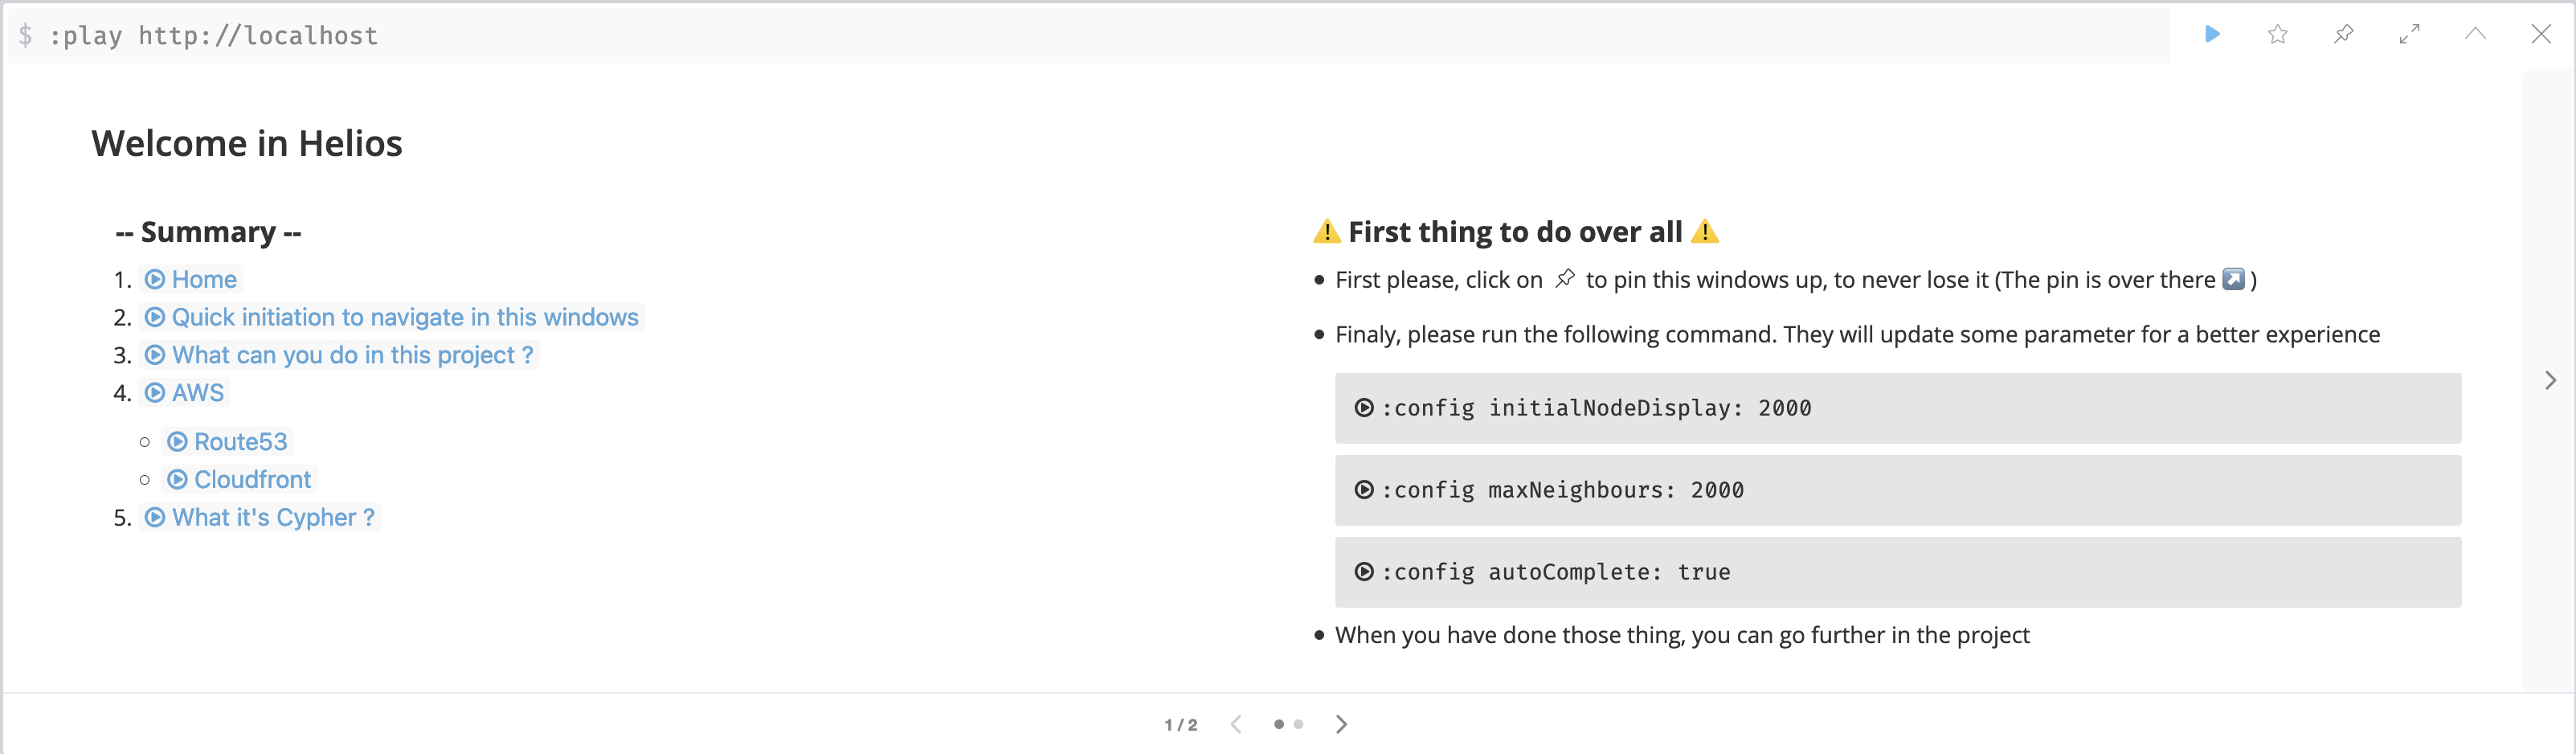 $ :play http://localhost
Welcome in Helios
-- Summary --
1. Home
2. Quick initiation to navigate in this windows
3. What can you do in this project ?
4. AWS
Route53
Cloudfront
5. What it's Cypher ?
⚠️ First thing to do over all ⚠️
• First please, click on to pin this windows up, to never lose it (The pin is over there ↗️ )
• Finaly, please run the following command. They will update some parameter for a better experience
:config initialNodeDisplay: 2000
:config maxNeighbours: 2000
:config autoComplete: true
• When you have done those thing, you can go further in the project
1 / 2